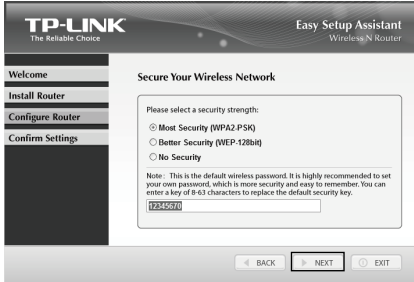 TP-LINK
The Reliable Choice
Easy Setup Assistant
Wireless N Router
Welcome
Install Router
Configure Router
Confirm Settings
Secure Your Wireless Network
Please select a security strength:
Most Security (WPA2-PSK)
Better Security (WEP-128bit)
No Security
Note : This is the default wireless password. It is highly recommended to set
your own password, which is more security and easy to remember. You can
enter a key of 8-63 characters to replace the default security key.
12345670
BACK
NEXT
EXIT